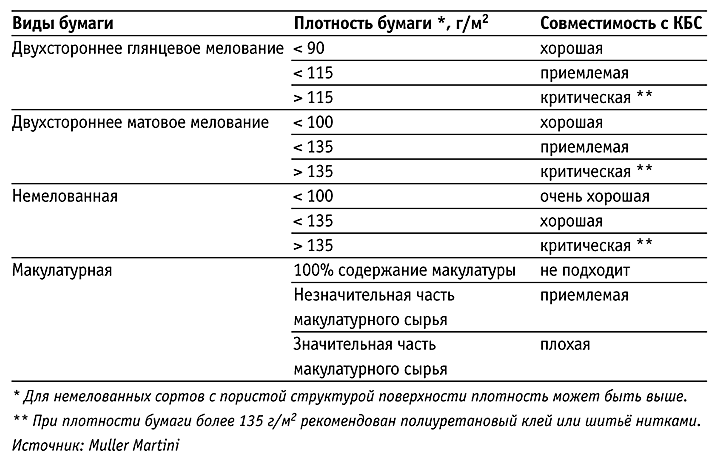 Виды бумаги Плотность бумаги *, г/м² Совместимость с КБС
Двухстороннее глянцевое мелование < 90 хорошая
< 115 приемлемая
> 115 критическая **
Двухстороннее матовое мелование < 100 хорошая
< 135 приемлемая
> 135 критическая **
Немелованная < 100 очень хорошая
< 135 хорошая
> 135 критическая **
Макулатурная 100% содержание макулатуры не подходит
Незначительная часть приемлемая
макулатурного сырья
Значительная часть плохая
макулатурного сырья
* Для немелованных сортов с пористой структурой поверхности плотность может быть выше.
** При плотности бумаги более 135 г/м² рекомендован полиуретановый клей или шитьё нитками.
Источник: Muller Martini